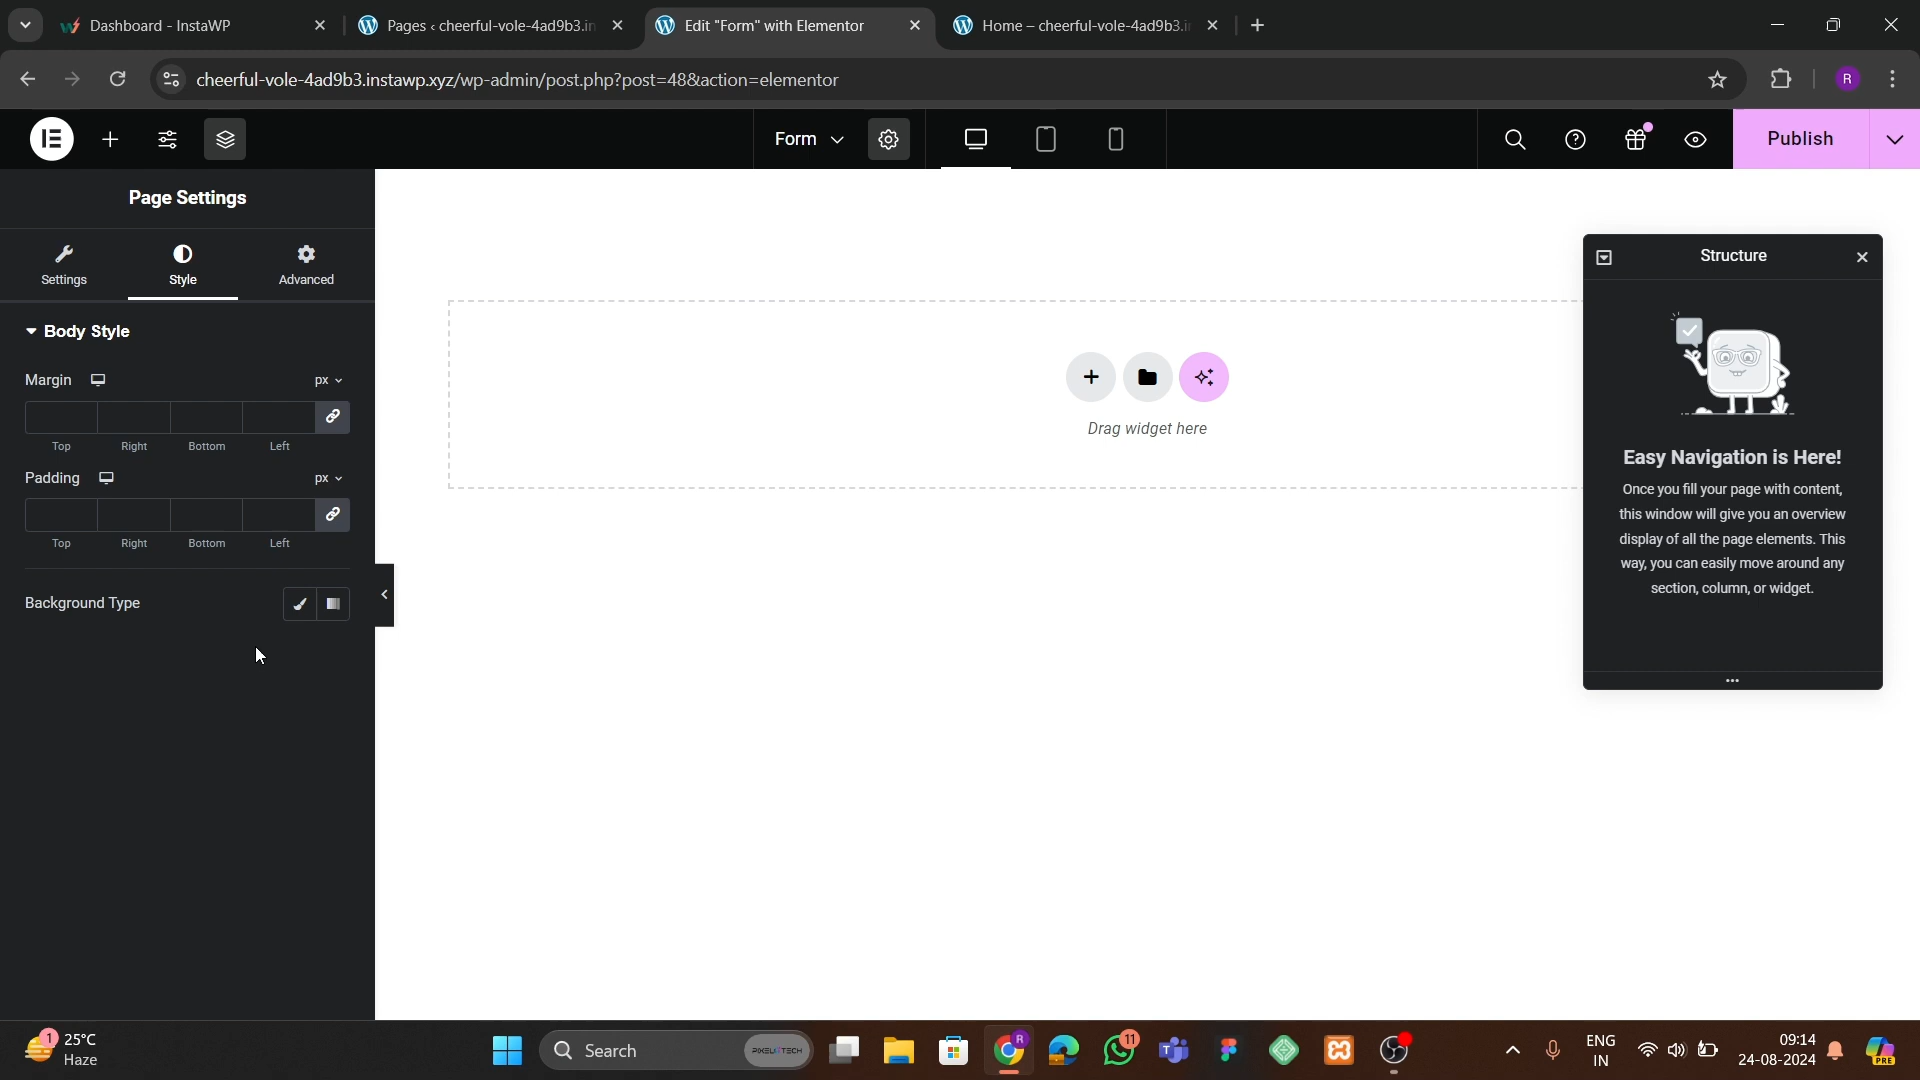 Dashboard - InstaWP
Pages ‹ cheerful-vole-4ad9b3.in
Edit "Form" with Elementor
Home – cheerful-vole-4ad9b3.i
cheerful-vole-4ad9b3.instawp.xyz/wp-admin/post.php?post=48&action=elementor
R
Form
Publish
Page Settings
Settings
Style
Advanced
Body Style
Margin
px
Top
Right
Bottom
Left
Padding
px
Top
Right
Bottom
Left
Background Type
Drag widget here
Structure
Easy Navigation is Here!
Once you fill your page with content,
this window will give you an overview
display of all the page elements. This
way, you can easily move around any
section, column, or widget.
1
25°C
Haze
Search
R
11
ENG
IN
09:14
24-08-2024
PRE